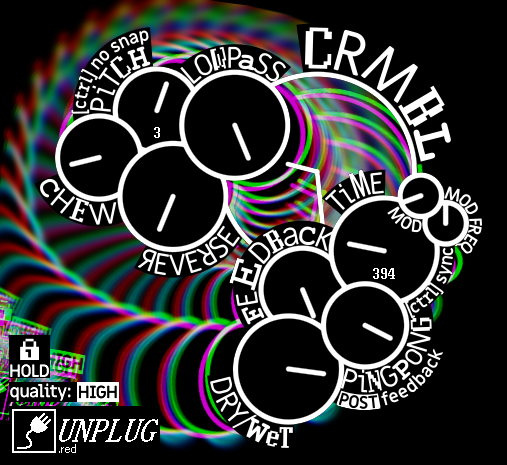 [ctrl] no snap
PiTCH
LOWPaSS
CRMBL
3
CHEW
REVERSE
TiME
MOD
MOD FREQ
FEEDBacK
394
[ctrl] sync
PiNGPONG
POST feedback
DRY/WeT
HOLD
quality: HIGH
UNPLUG
.red